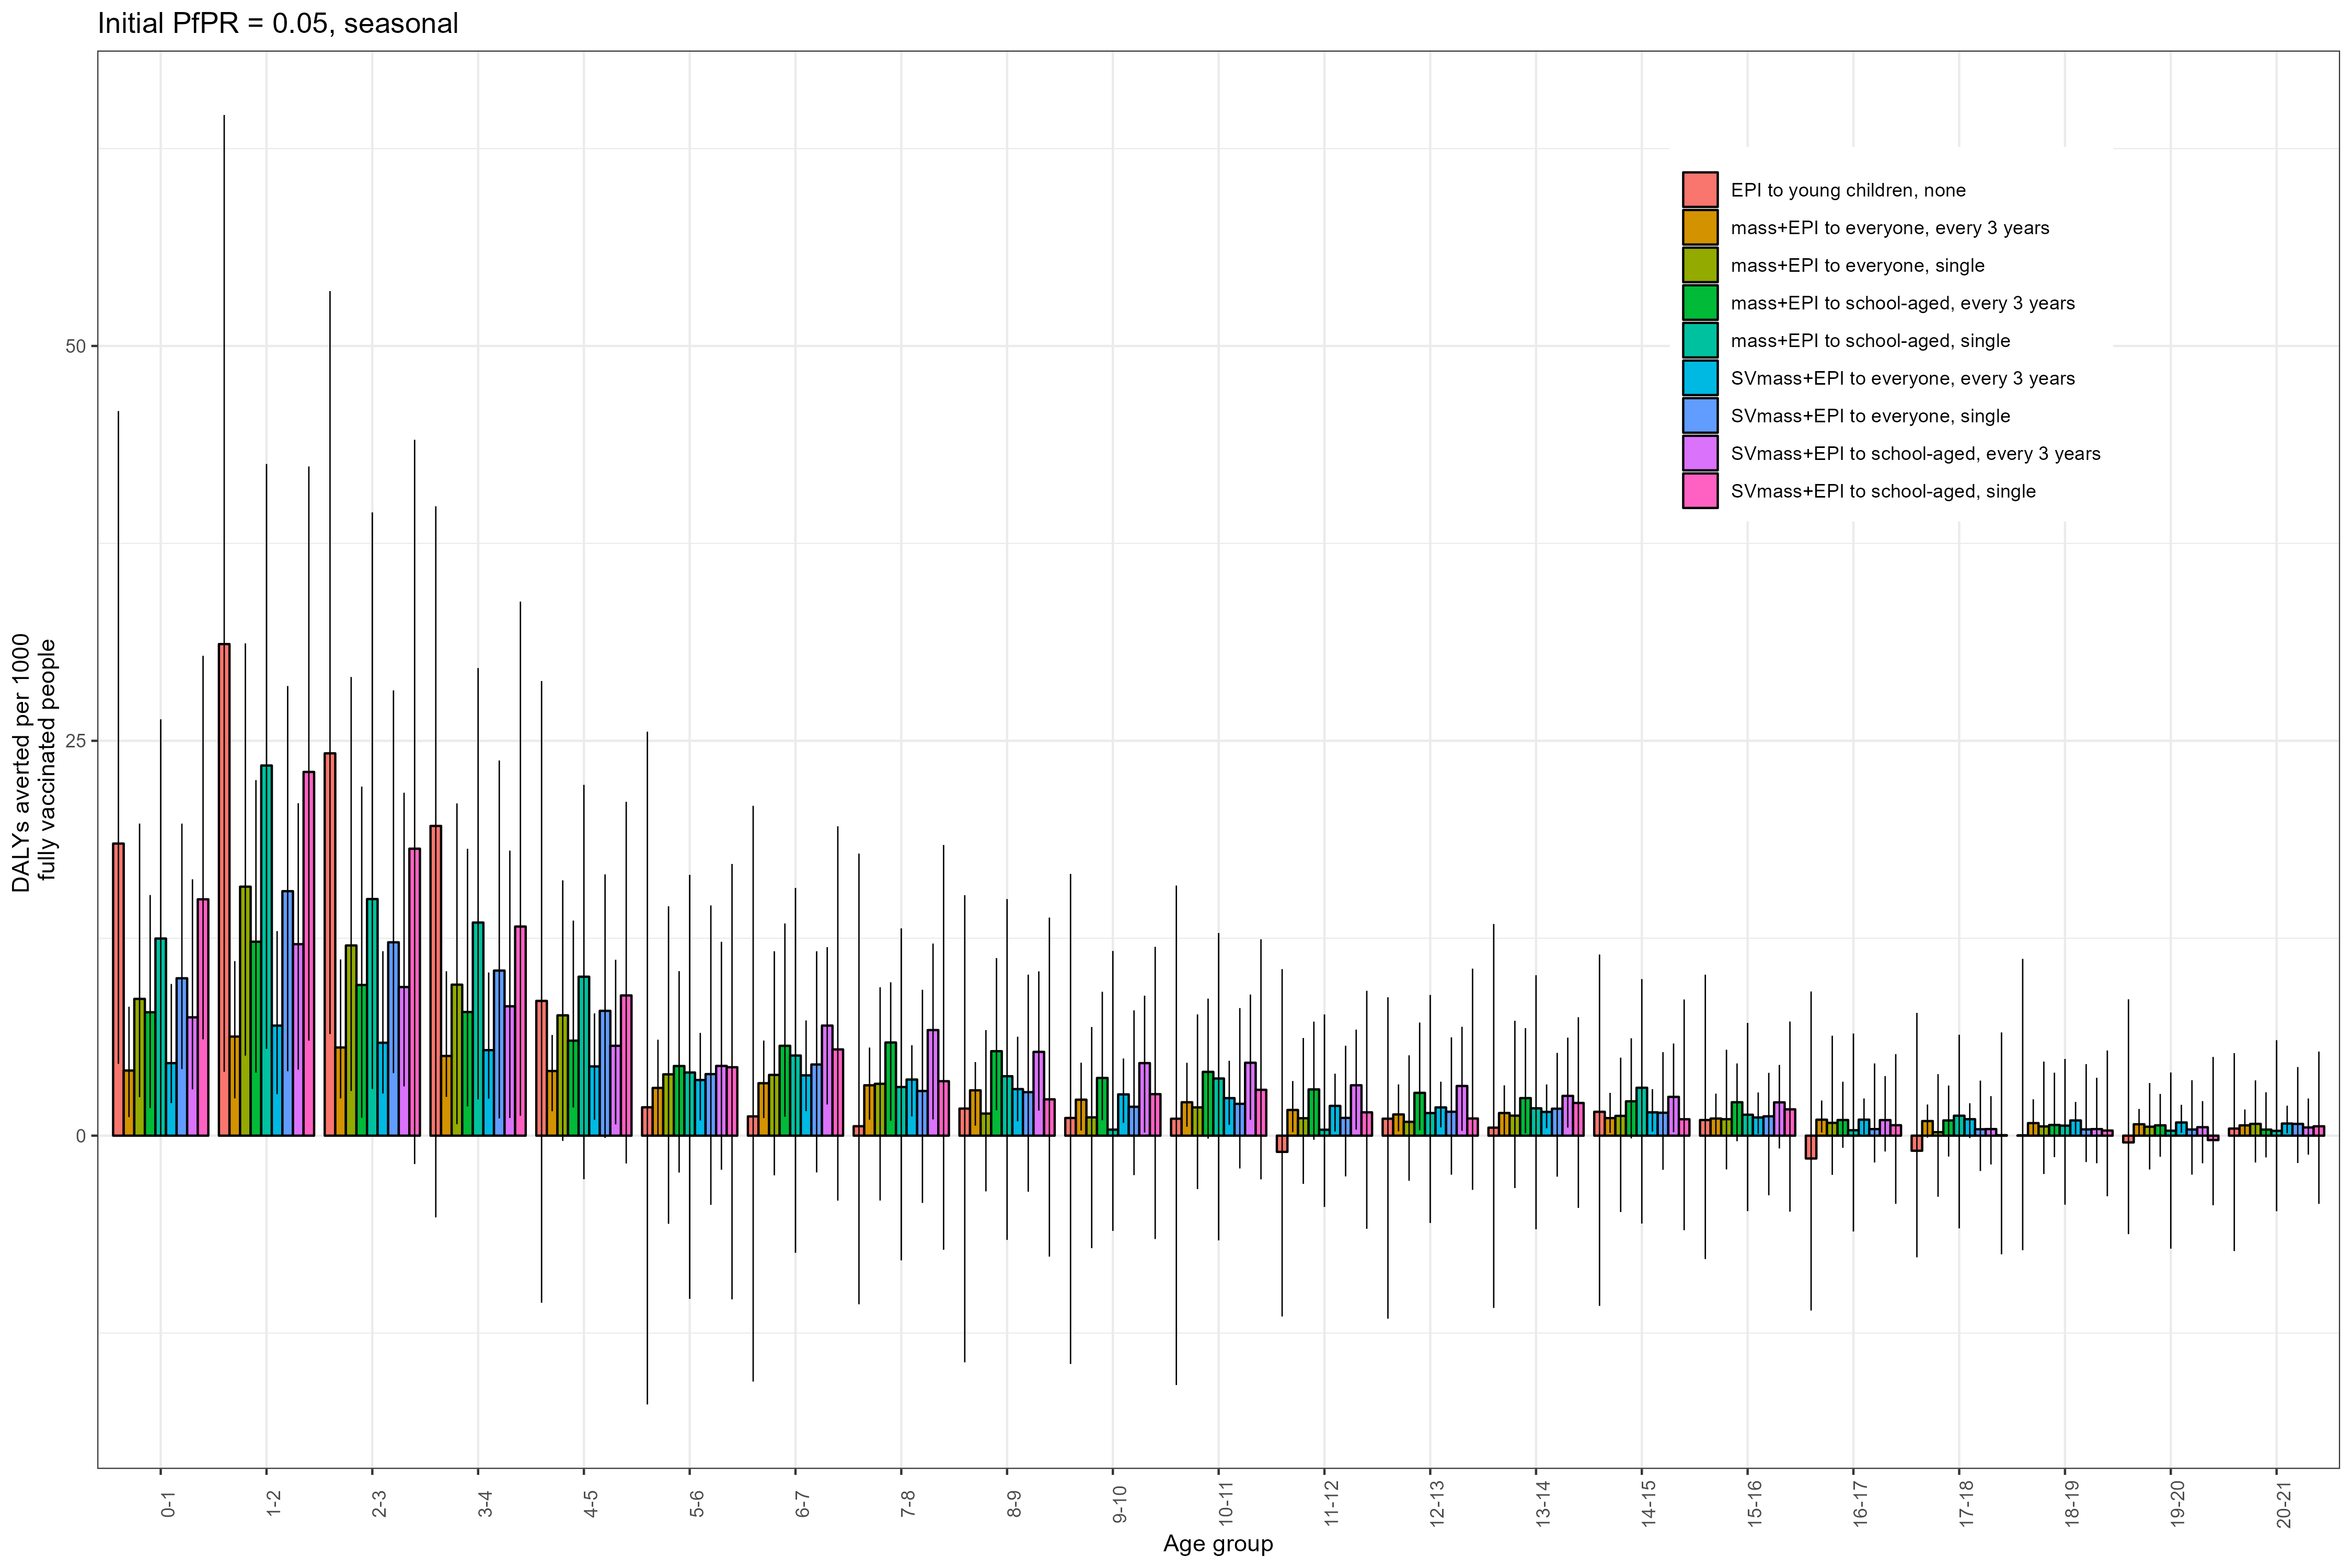 Initial PfPR = 0.05, seasonal
DALYs averted per 1000
fully vaccinated people
50
25
0
EPI to young children, none
mass+EPI to everyone, every 3 years
mass+EPI to everyone, single
mass+EPI to school-aged, every 3 years
mass+EPI to school-aged, single
SVmass+EPI to everyone, every 3 years
SVmass+EPI to everyone, single
SVmass+EPI to school-aged, every 3 years
SVmass+EPI to school-aged, single
0-1
1-2
2-3
3-4
4-5
5-6
6-7
7-8
8-9
9-10
10-11
11-12
12-13
13-14
14-15
15-16
16-17
17-18
18-19
19-20
20-21
Age group